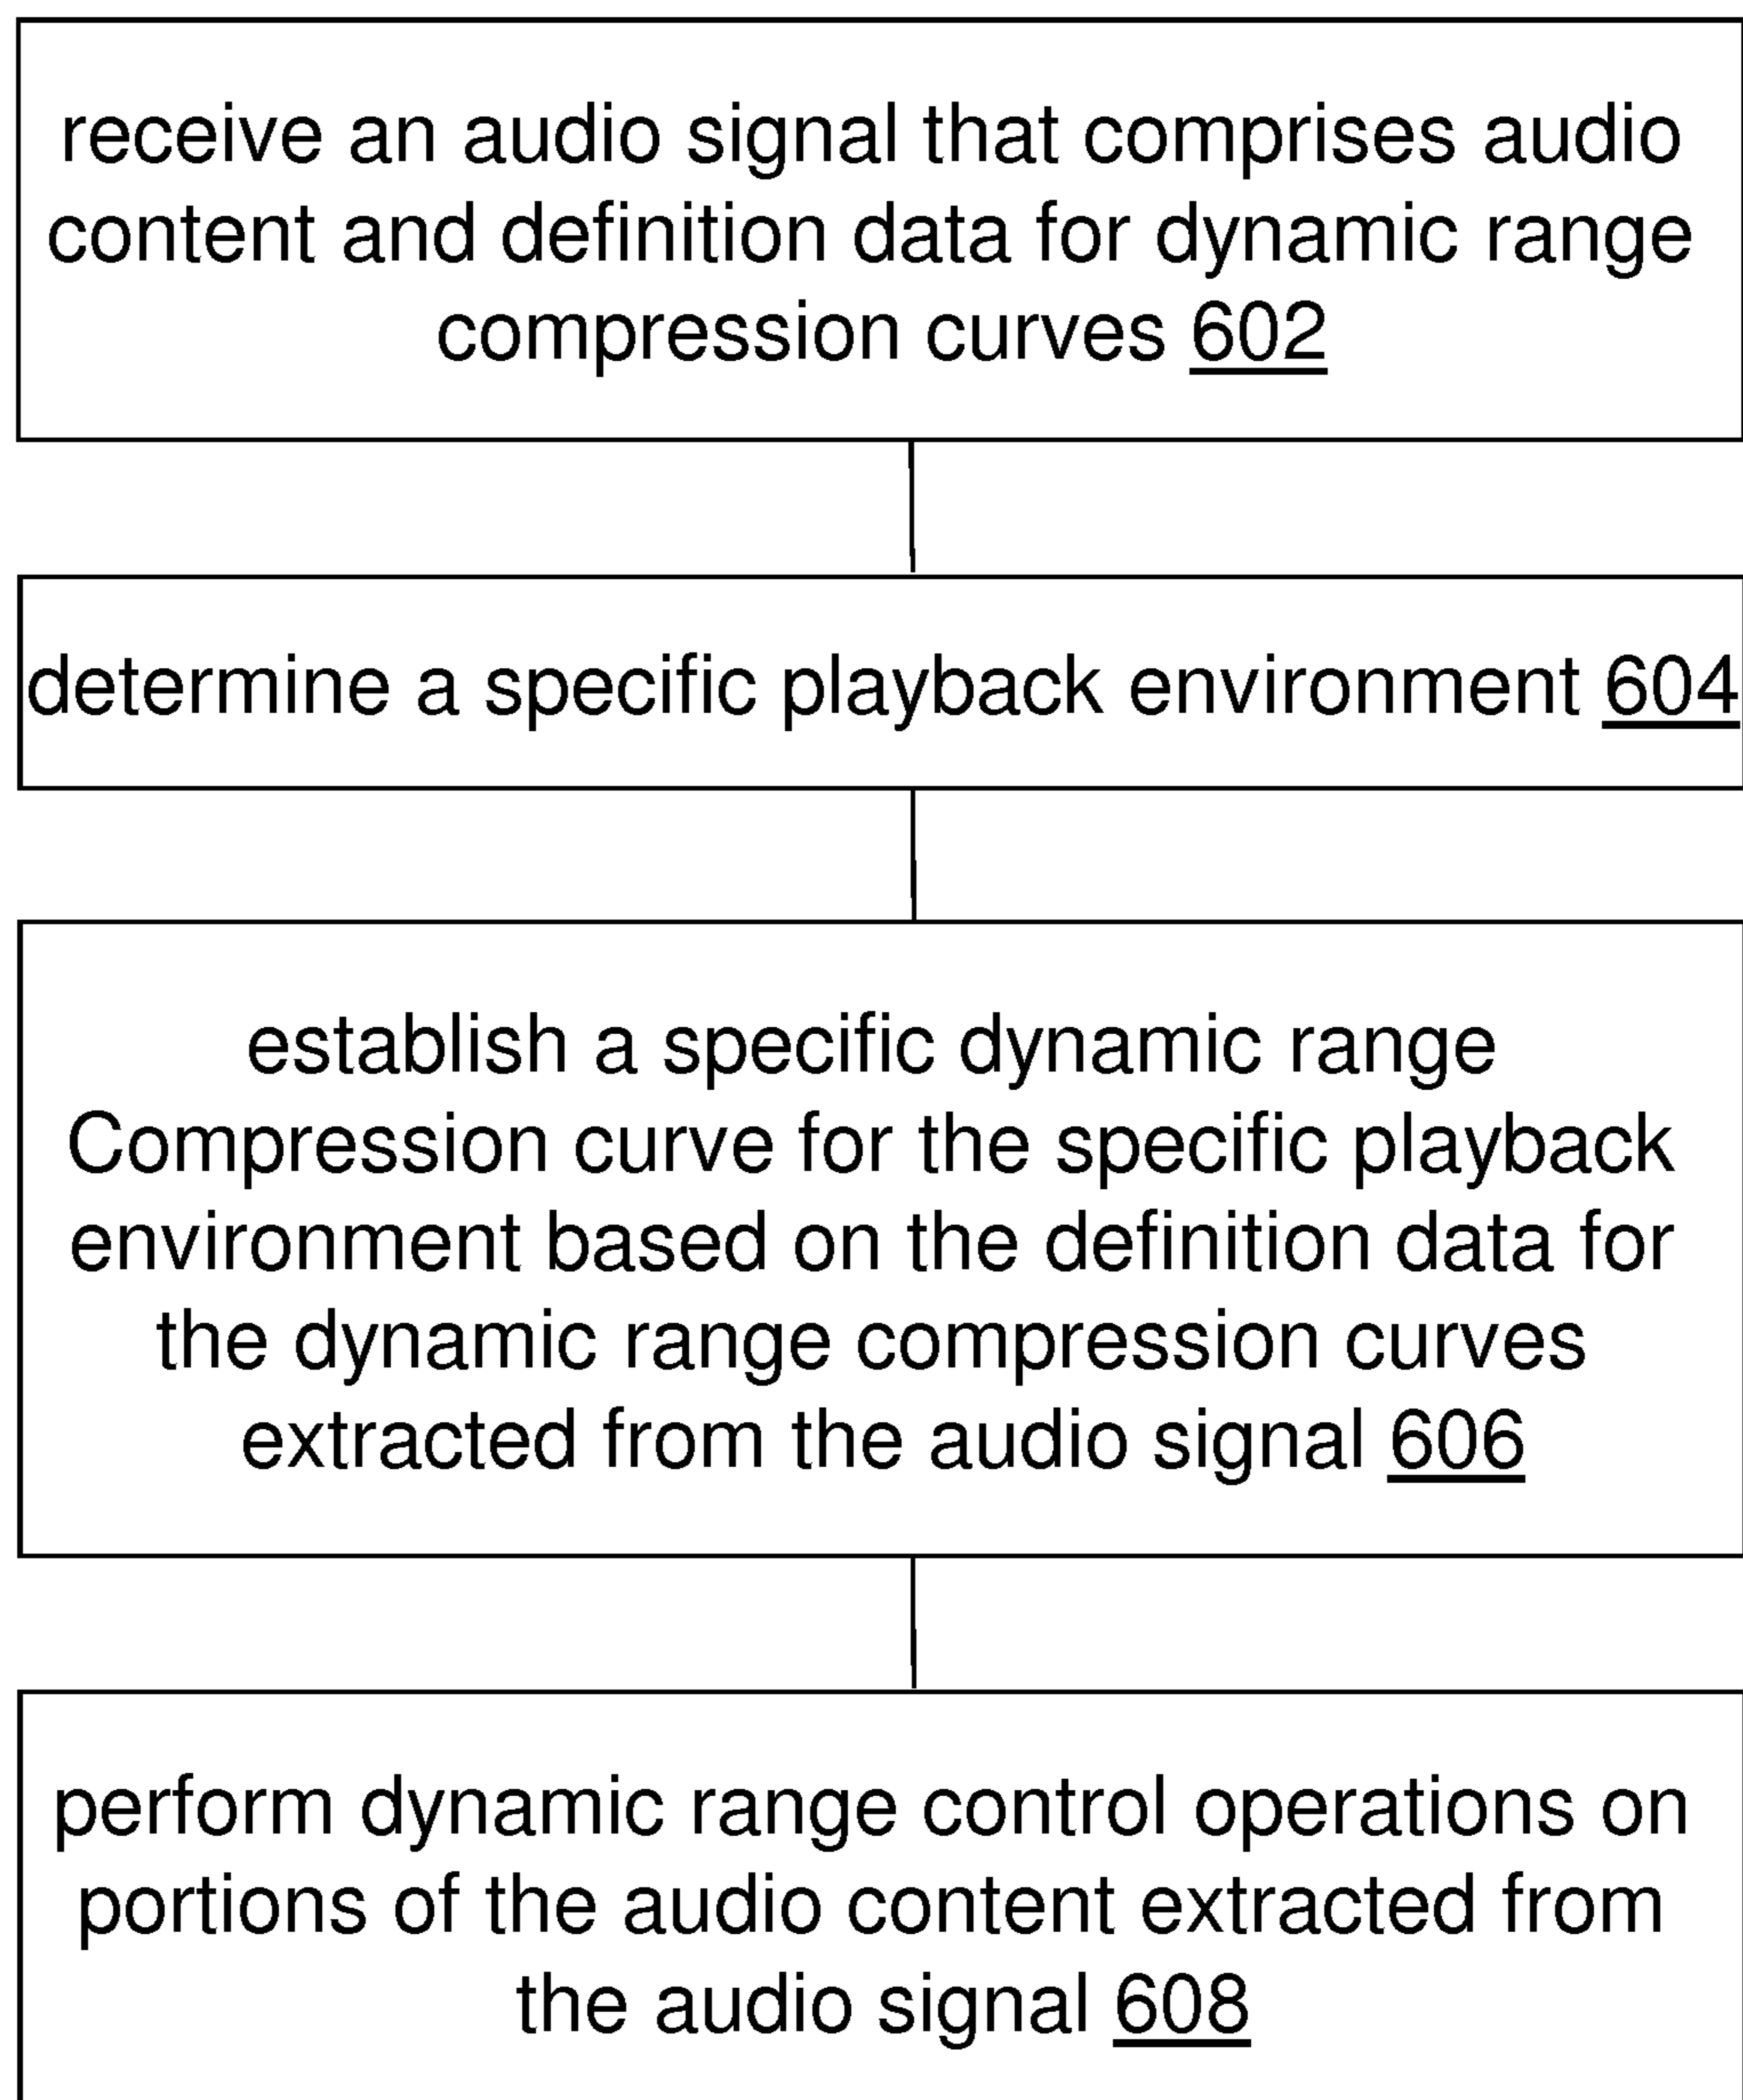 receive an audio signal that comprises audio
content and definition data for dynamic range
compression curves 602
determine a specific playback environment 604
establish a specific dynamic range
Compression curve for the specific playback
environment based on the definition data for
the dynamic range compression curves
extracted from the audio signal 606
perform dynamic range control operations on
portions of the audio content extracted from
the audio signal 608